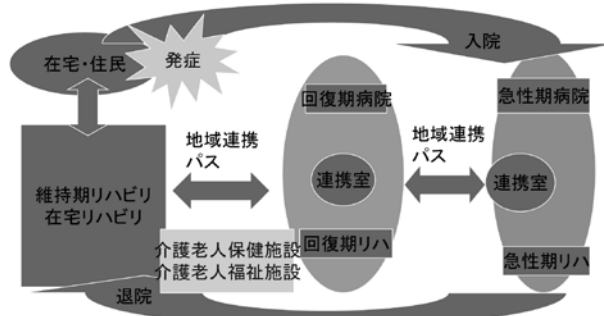 在宅・住民
発症
入院
回復期病院
急性期病院
地域連携
パス
地域連携
パス
連携室
連携室
維持期リハビリ
在宅リハビリ
介護老人保健施設
介護老人福祉施設
回復期リハ
急性期リハ
退院